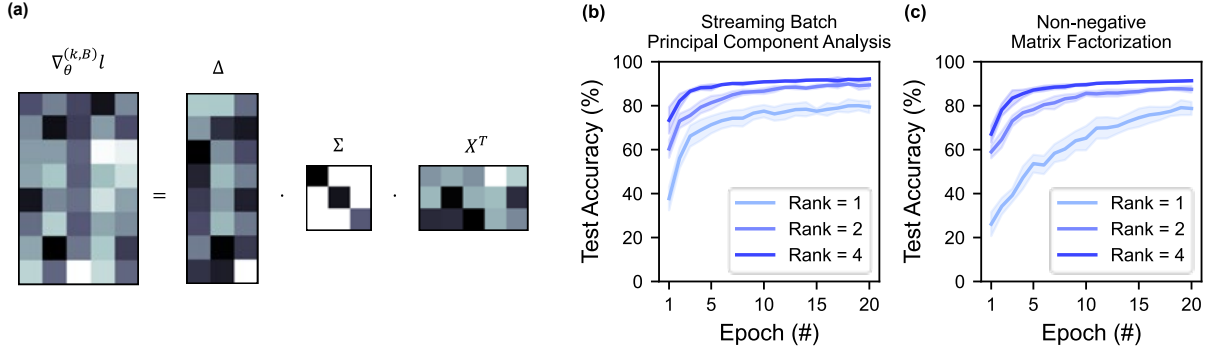 (a)
∇θ(k,B)l
Δ
=
·
Σ
·
Xᵀ
(b)
Streaming Batch
Principal Component Analysis
Test Accuracy (%)
100
80
60
40
20
0
Rank = 1
Rank = 2
Rank = 4
1 5 10 15 20
Epoch (#)
(c)
Non-negative
Matrix Factorization
Test Accuracy (%)
100
80
60
40
20
0
Rank = 1
Rank = 2
Rank = 4
1 5 10 15 20
Epoch (#)